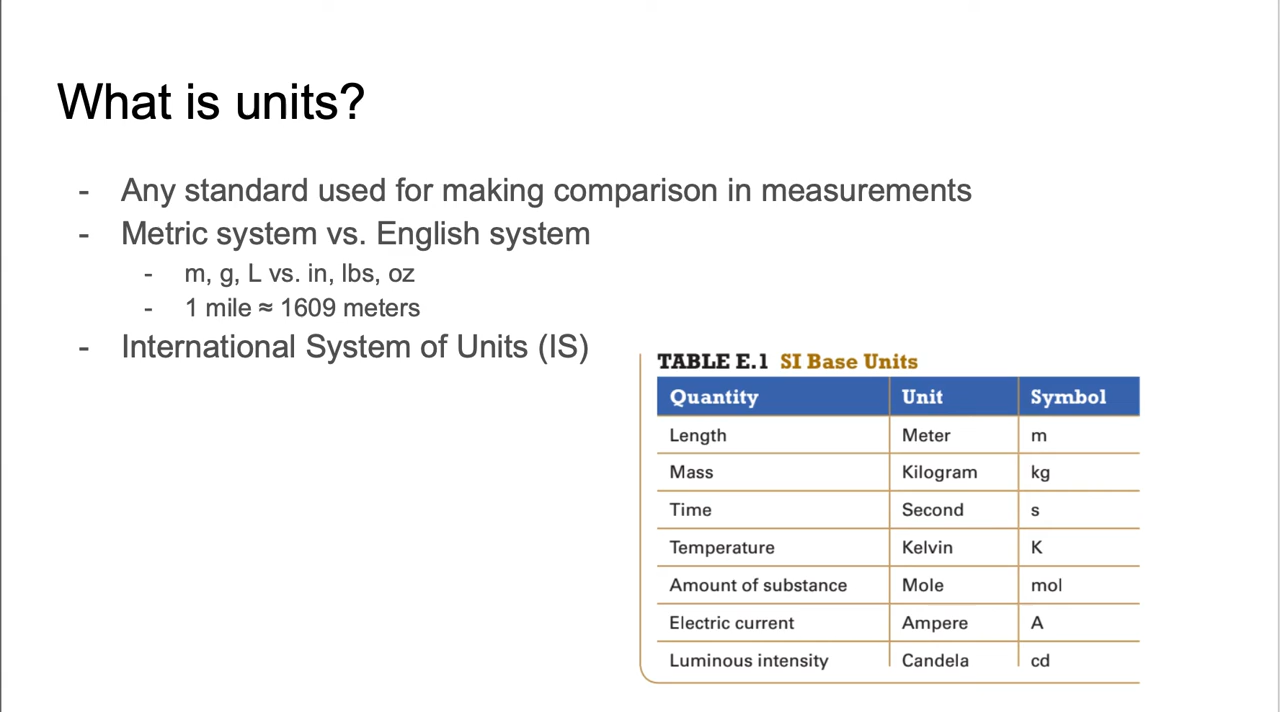 What is units?
- Any standard used for making comparison in measurements
- Metric system vs. English system
- m, g, L vs. in, lbs, oz
- 1 mile ≈ 1609 meters
- International System of Units (IS)
TABLE E.1 SI Base Units
Quantity Unit Symbol
Length Meter m
Mass Kilogram kg
Time Second s
Temperature Kelvin K
Amount of substance Mole mol
Electric current Ampere A
Luminous intensity Candela cd